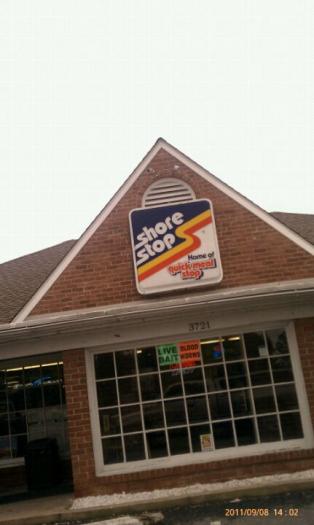 shore
stop
Home of
quick meal
stop
3721
LIVE
BAIT
BLOOD
WORMS
2011/09/08 14:02